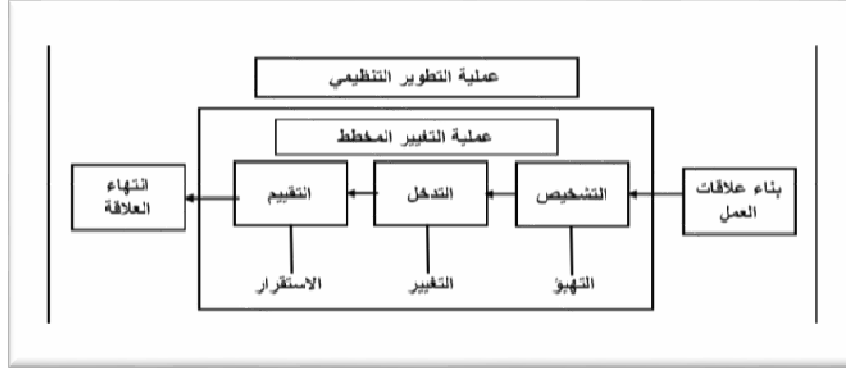 عملية التطوير التنظيمي
عملية التغيير المخطط
بناء علاقات
العمل
التشخيص
التدخل
التقييم
انتهاء
العلاقة
التهيؤ
التغيير
الاستقرار